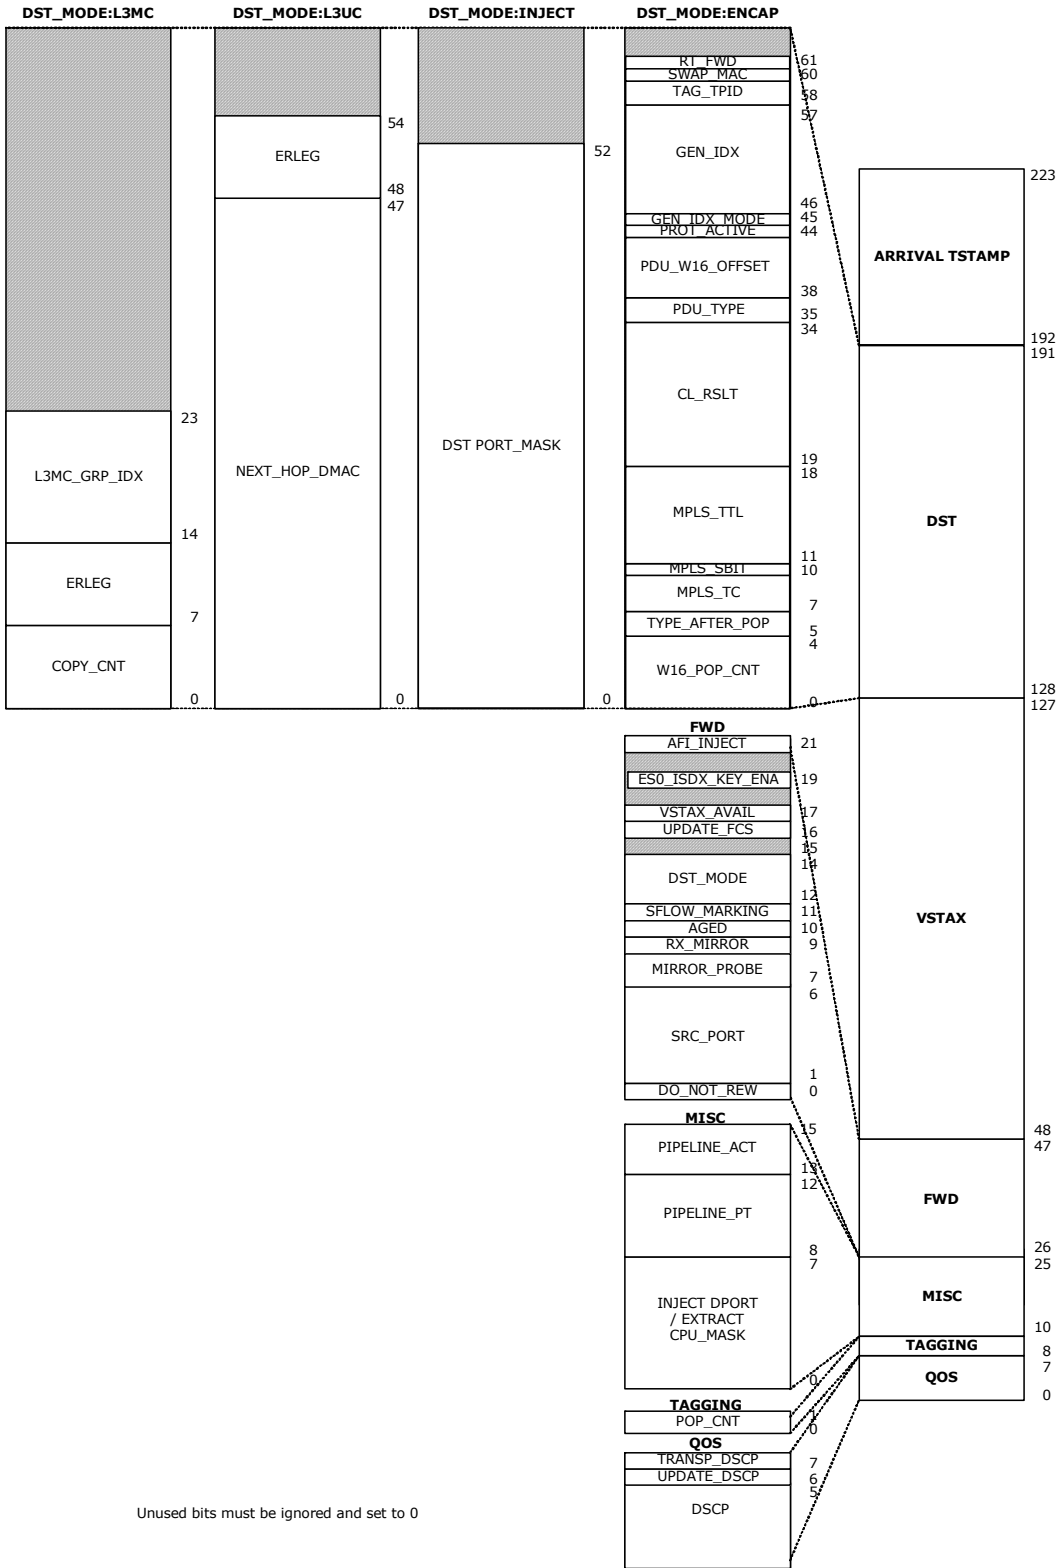 DST_MODE:L3MC
DST_MODE:L3UC
DST_MODE:INJECT
DST_MODE:ENCAP
23
L3MC_GRP_IDX
14
ERLEG
7
COPY_CNT
0
54
ERLEG
48
47
NEXT_HOP_DMAC
0
52
DST PORT_MASK
0
RT_FWD
61
SWAP_MAC
60
TAG_TPID
58
57
GEN_IDX
46
GEN_IDX_MODE
45
PROT_ACTIVE
44
PDU_W16_OFFSET
38
PDU_TYPE
35
34
CL_RSLT
19
18
MPLS_TTL
11
MPLS_SBIT
10
MPLS_TC
7
TYPE_AFTER_POP
5
4
W16_POP_CNT
0
FWD
AFI_INJECT
21
ES0_ISDX_KEY_ENA
19
VSTAX_AVAIL
17
UPDATE_FCS
16
15
14
DST_MODE
12
SFLOW_MARKING
11
AGED
10
RX_MIRROR
9
MIRROR_PROBE
7
6
SRC_PORT
1
DO_NOT_REW
0
MISC
15
PIPELINE_ACT
13
12
PIPELINE_PT
8
7
INJECT DPORT
/ EXTRACT
CPU_MASK
0
TAGGING
POP_CNT
1
0
QOS
TRANSP_DSCP
7
UPDATE_DSCP
6
5
DSCP
223
ARRIVAL TSTAMP
192
191
DST
128
127
VSTAX
48
47
FWD
26
25
MISC
10
TAGGING
8
7
QOS
0
Unused bits must be ignored and set to 0